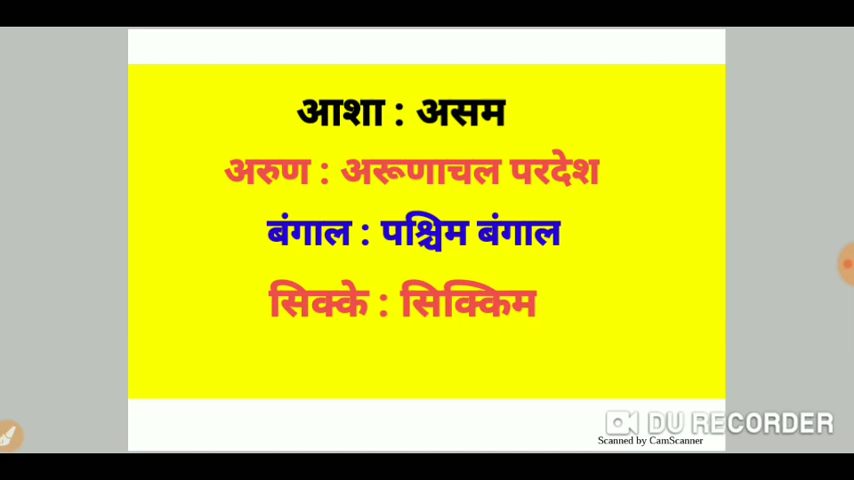 आशा : असम
अरुण : अरूणाचल परदेश
बंगाल : पश्चिम बंगाल
सिक्के : सिक्किम
DU RECORDER
Scanned by CamScanner